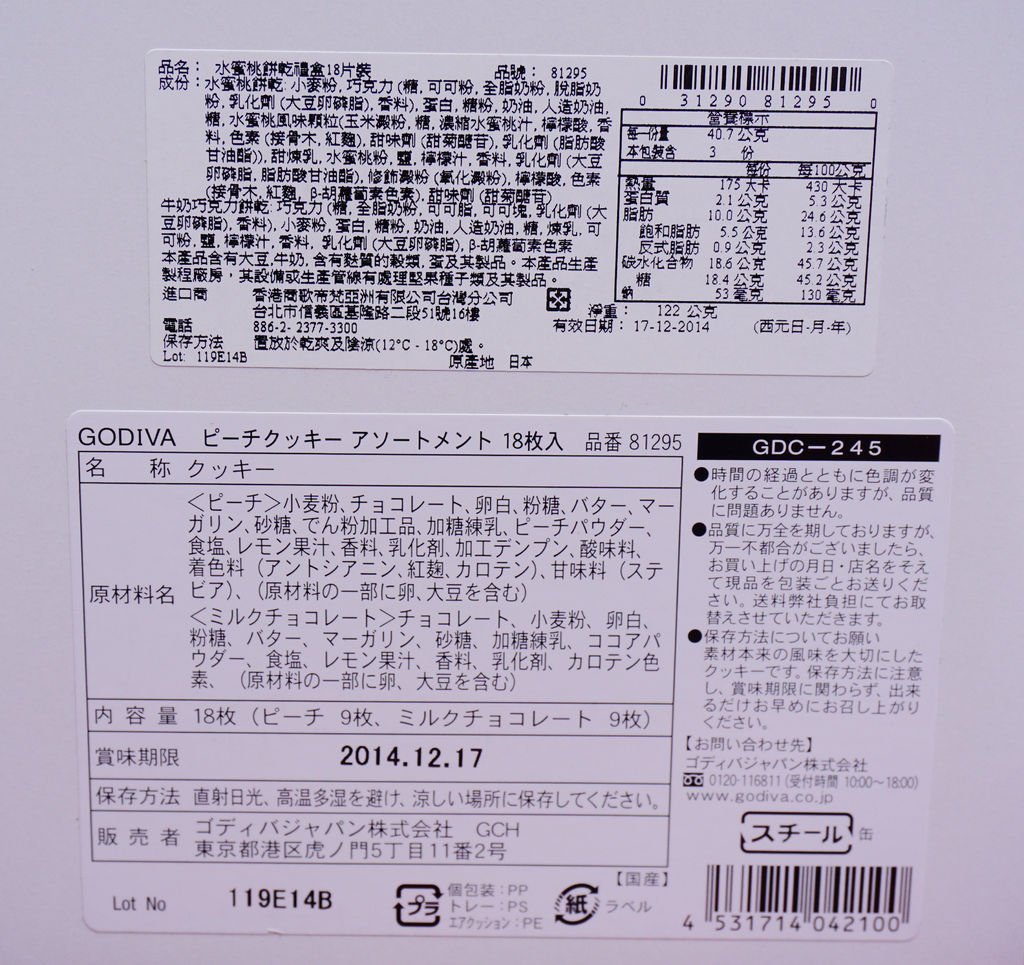 品名： 水蜜桃餅乾禮盒18片裝 品號： 81295
成份：水蜜桃餅乾: 小麥粉, 巧克力 (糖, 可可粉, 全脂奶粉, 脫脂奶
粉, 乳化劑 (大豆卵磷脂), 香料), 蛋白, 糖粉, 奶油, 人造奶油,
糖, 水蜜桃風味顆粒(玉米澱粉, 糖, 濃縮水蜜桃汁, 檸檬酸, 香
料, 色素 (接骨木, 紅麴), 甜味劑 (甜菊醣苷), 乳化劑 (脂肪酸
甘油酯)), 甜煉乳, 水蜜桃粉, 鹽, 檸檬汁, 香料, 乳化劑 (大豆
卵磷脂, 脂肪酸甘油酯), 修飾澱粉 (氧化澱粉), 檸檬酸, 色素
(接骨木, 紅麴, β-胡蘿蔔素色素), 甜味劑 (甜菊醣苷)
牛奶巧克力餅乾: 巧克力 (糖, 全脂奶粉, 可可脂, 可可塊, 乳化劑 (大
豆卵磷脂), 香料), 小麥粉, 蛋白, 糖粉, 奶油, 人造奶油, 糖, 煉乳, 可
可粉, 鹽, 檸檬汁, 香料, 乳化劑 (大豆卵磷脂), β-胡蘿蔔素色素
本產品含有大豆,牛奶, 含有麩質的穀類, 蛋及其製品。本產品生產
製程廠房，其設備或生產管線有處理堅果種子類及其製品。
進口商 香港商歌帝梵亞洲有限公司台灣分公司
台北市信義區基隆路二段51號16樓
電話 886-2- 2377-3300
保存方法 置放於乾爽及陰涼(12°C - 18°C)處。
Lot: 119E14B 原產地 日本
0 31290 81295 0
營養標示
每一份量 40.7 公克
本包裝含 3 份
每份 每100公克
熱量 175 大卡 430 大卡
蛋白質 2.1 公克 5.3 公克
脂肪 10.0 公克 24.6 公克
飽和脂肪 5.5 公克 13.6 公克
反式脂肪 0.9 公克 2.3 公克
碳水化合物 18.6 公克 45.7 公克
糖 18.4 公克 45.2 公克
鈉 53 毫克 130 毫克
淨重： 122 公克
有效日期： 17-12-2014 (西元日-月-年)
GODIVA ピーチクッキー アソートメント 18枚入 品番 81295
名 称 クッキー
原材料名
＜ピーチ＞小麦粉、チョコレート、卵白、粉糖、バター、マー
ガリン、砂糖、でん粉加工品、加糖練乳、ピーチパウダー、
食塩、レモン果汁、香料、乳化剤、加工デンプン、酸味料、
着色料（アントシアニン、紅麹、カロテン）、甘味料（ステ
ビア）、（原材料の一部に卵、大豆を含む）
＜ミルクチョコレート＞チョコレート、小麦粉、卵白、
粉糖、バター、マーガリン、砂糖、加糖練乳、ココアパ
ウダー、食塩、レモン果汁、香料、乳化剤、カロテン色
素、（原材料の一部に卵、大豆を含む）
内 容 量 18枚（ピーチ 9枚、ミルクチョコレート 9枚）
賞味期限 2014.12.17
保存方法 直射日光、高温多湿を避け、涼しい場所に保存してください。
販 売 者 ゴディバジャパン株式会社 GCH
東京都港区虎ノ門5丁目11番2号
Lot No 119E14B
プラ
個包装：PP
トレー：PS
エアクッション：PE
紙 ラベル
【国産】
GDC－245
●時間の経過とともに色調が変
化することがありますが、品質
に問題ありません。
●品質に万全を期しておりますが、
万一不都合がございましたら、
お買い上げの月日・店名をそえ
て現品を包装ごとお送りくだ
さい。送料弊社負担にてお取
替えさせていただきます。
●保存方法についてお願い
素材本来の風味を大切にした
クッキーです。保存方法に注意
し、賞味期限に関わらず、出来
るだけお早めにお召し上がり
ください。
【お問い合わせ先】
ゴディバジャパン株式会社
0120-116811（受付時間 10:00～18:00）
www.godiva.co.jp
スチール 缶
4 531714 042100